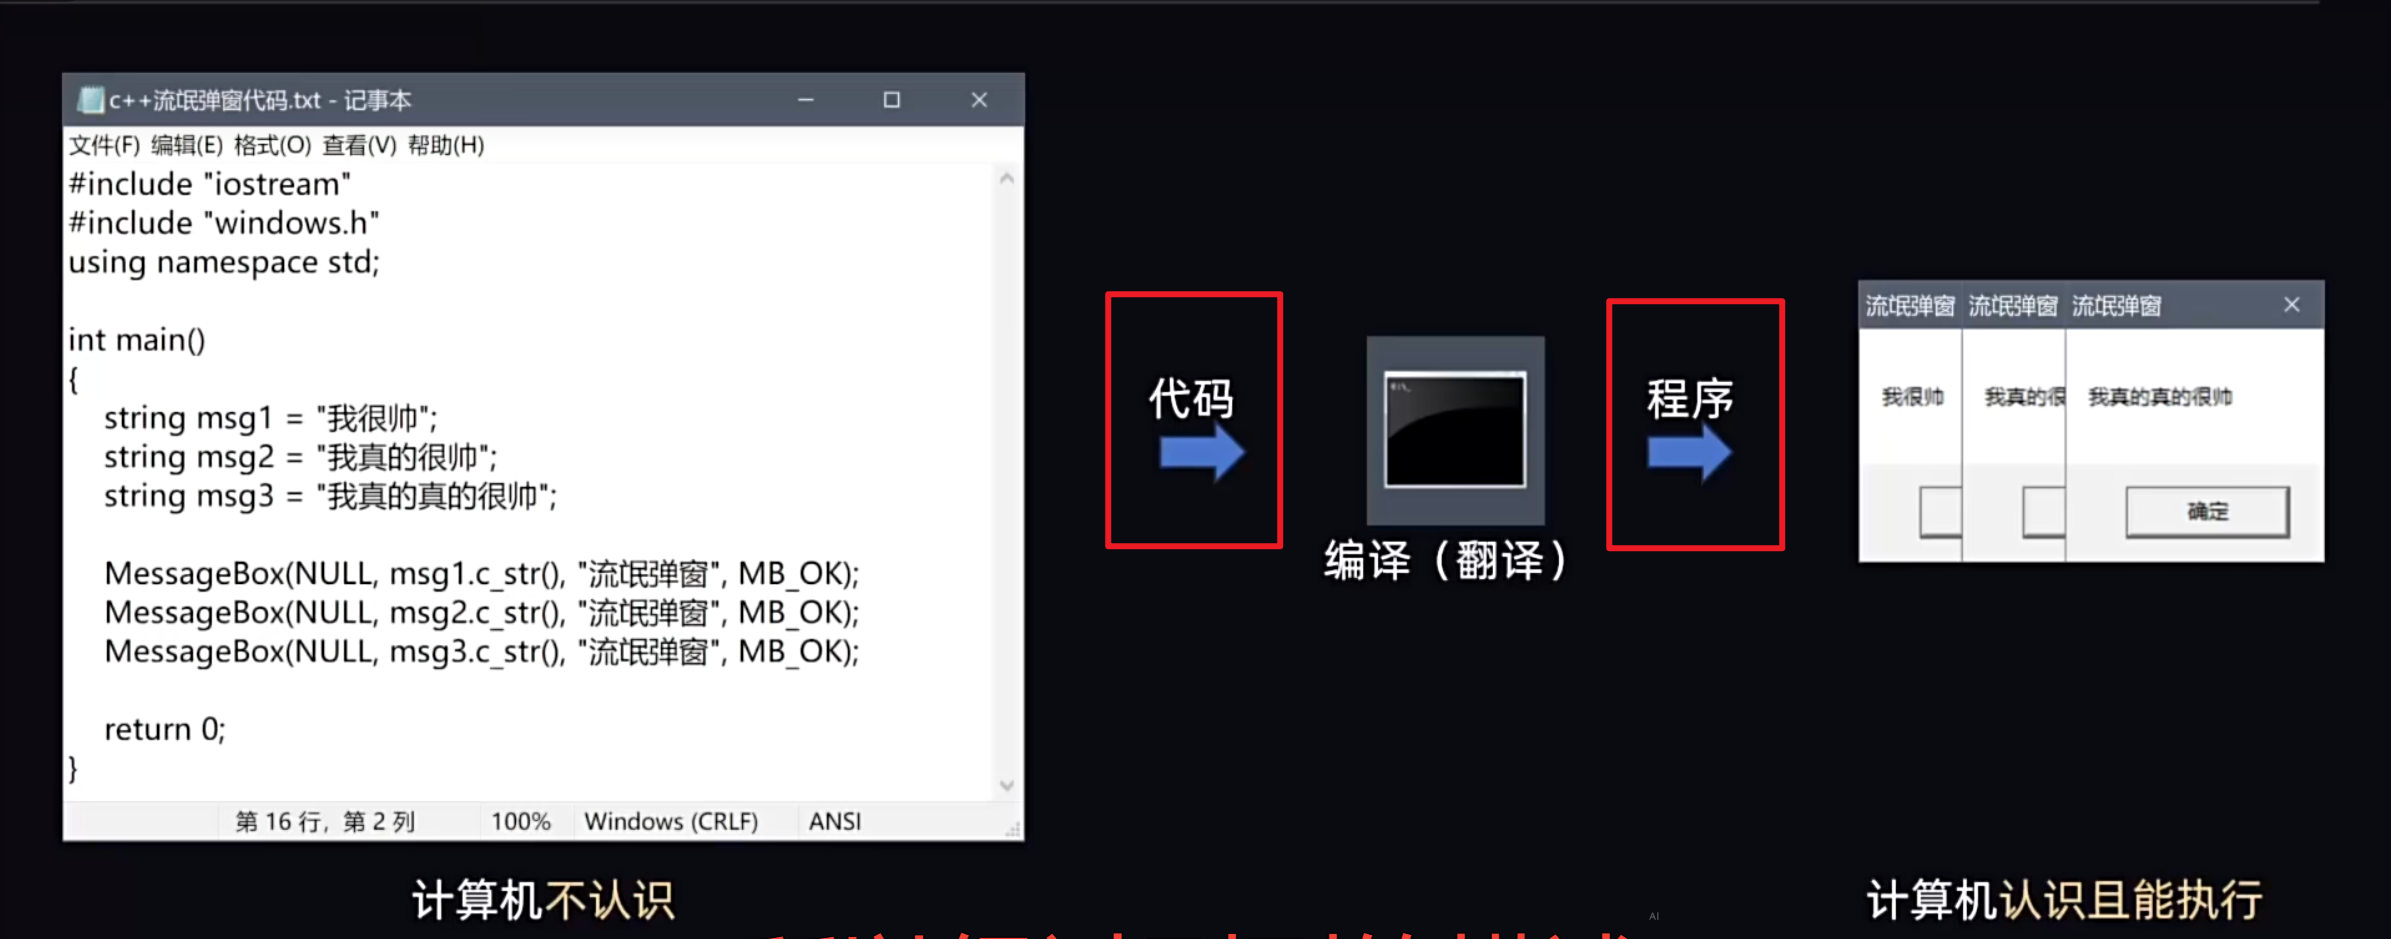 c++流氓弹窗代码.txt - 记事本
文件(F) 编辑(E) 格式(O) 查看(V) 帮助(H)
#include "iostream"
#include "windows.h"
using namespace std;
int main()
{
string msg1 = "我很帅";
string msg2 = "我真的很帅";
string msg3 = "我真的真的很帅";
MessageBox(NULL, msg1.c_str(), "流氓弹窗", MB_OK);
MessageBox(NULL, msg2.c_str(), "流氓弹窗", MB_OK);
MessageBox(NULL, msg3.c_str(), "流氓弹窗", MB_OK);
return 0;
}
第 16 行，第 2 列 100% Windows (CRLF) ANSI
计算机不认识
代码
编译（翻译）
程序
流氓弹窗 流氓弹窗 流氓弹窗
我很帅 我真的很 我真的真的很帅
确定
计算机认识且能执行
AI